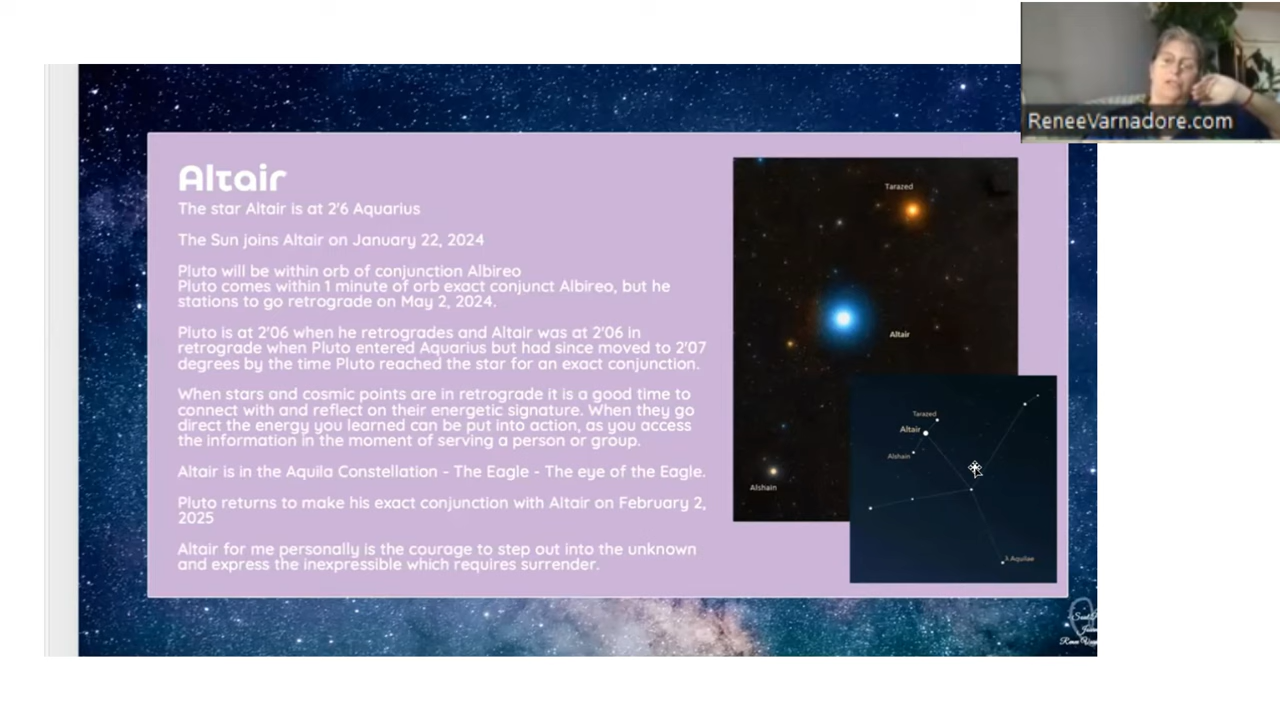 ReneeVarnadore.com
Altair
The star Altair is at 2'6 Aquarius
The Sun joins Altair on January 22, 2024
Pluto will be within orb of conjunction Albireo
Pluto comes within 1 minute of orb exact conjunct Albireo, but he
stations to go retrograde on May 2, 2024.
Pluto is at 2'06 when he retrogrades and Altair was at 2'06 in
retrograde when Pluto entered Aquarius but had since moved to 2'07
degrees by the time Pluto reached the star for an exact conjunction.
When stars and cosmic points are in retrograde it is a good time to
connect with and reflect on their energetic signature. When they go
direct the energy you learned can be put into action, as you access
the information in the moment of serving a person or group.
Altair is in the Aquila Constellation - The Eagle - The eye of the Eagle.
Pluto returns to make his exact conjunction with Altair on February 2,
2025
Altair for me personally is the courage to step out into the unknown
and express the inexpressible which requires surrender.
Tarazed
Altair
Alshain
Tarazed
Altair
Alshain
λ Aquilae